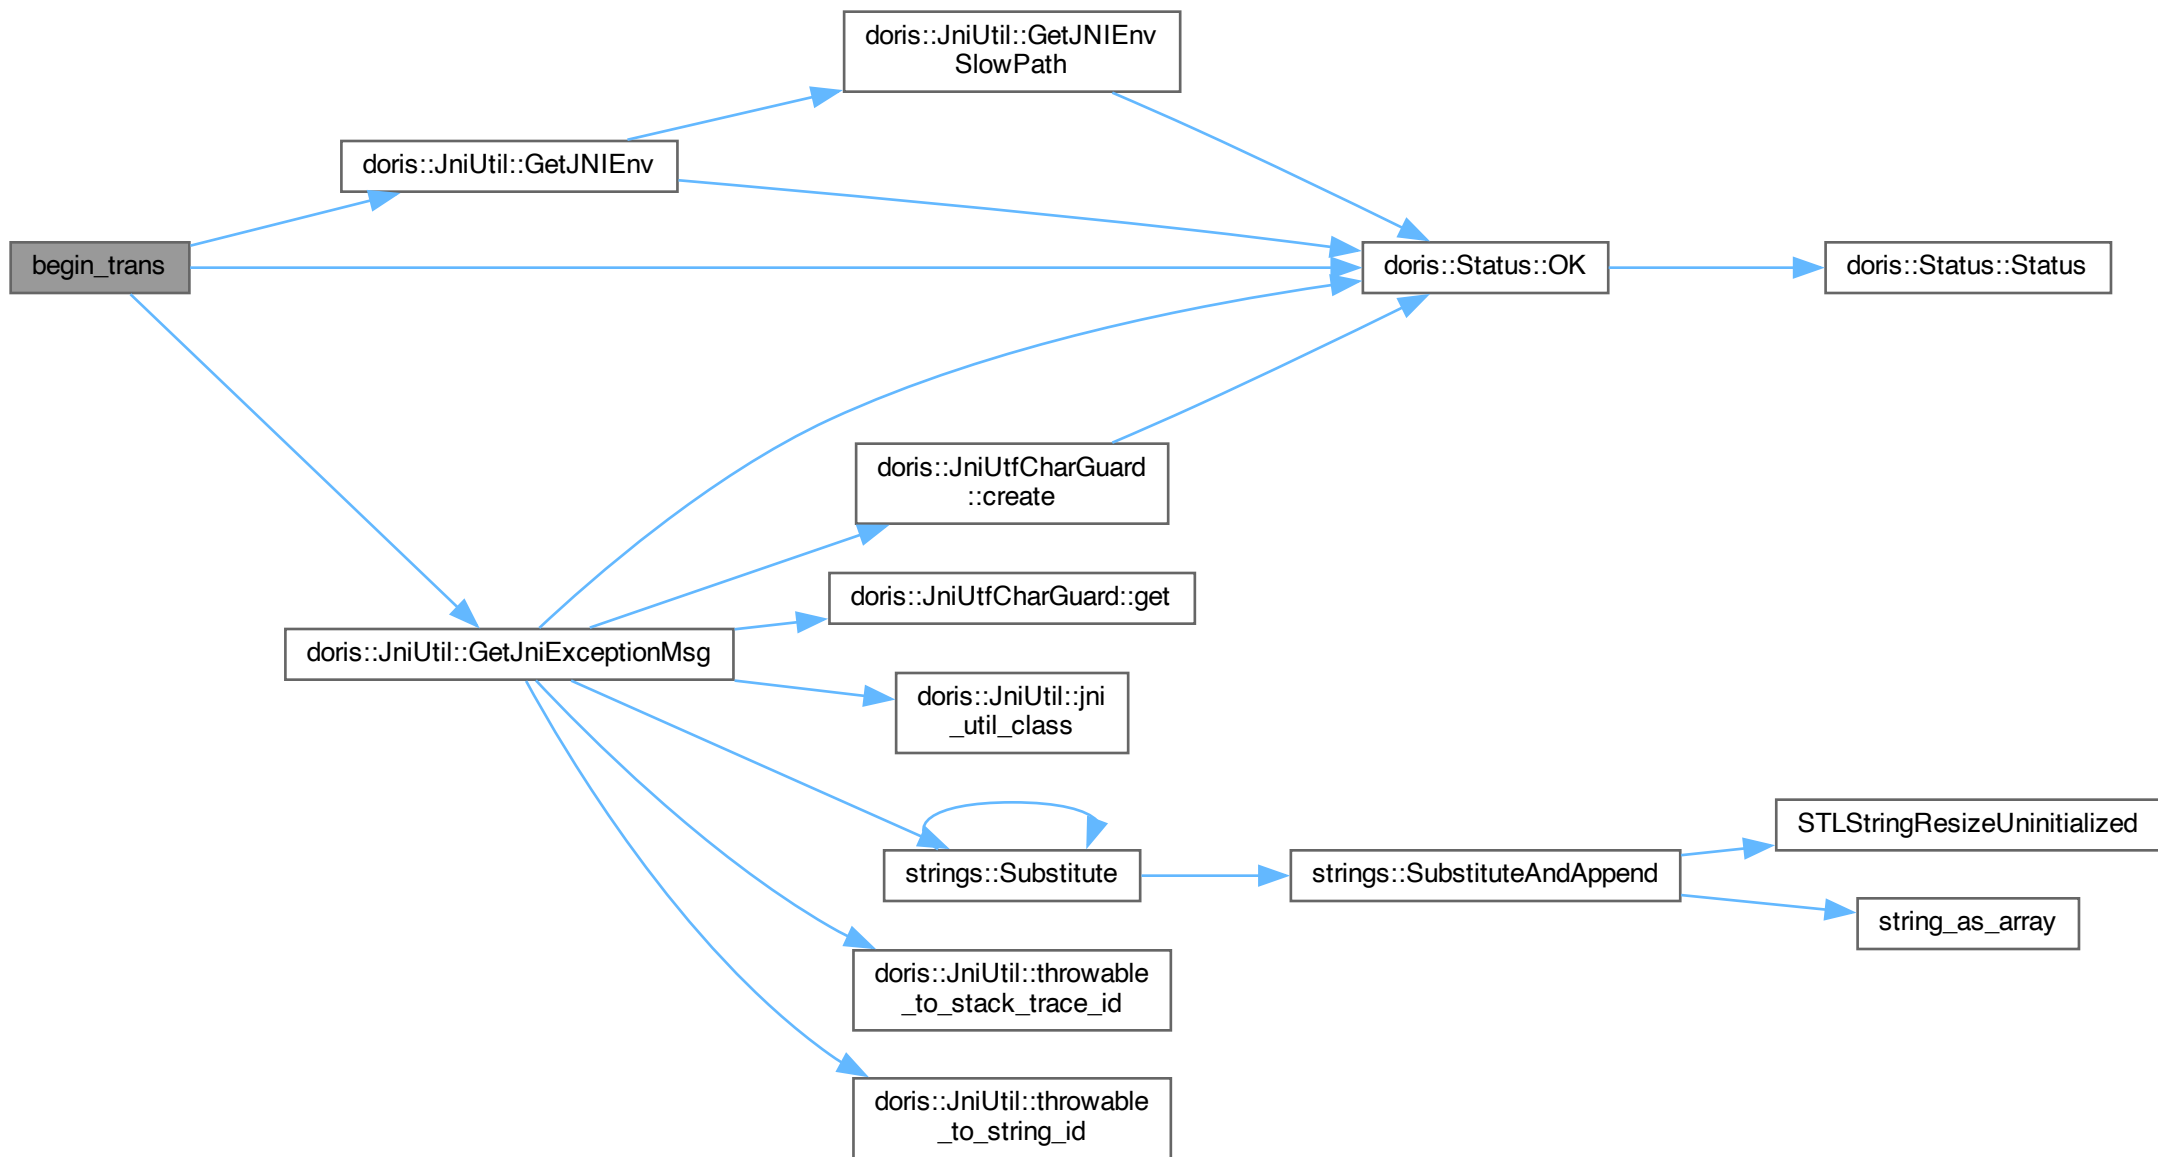 doris::JniUtil::GetJNIEnv
SlowPath
doris::JniUtil::GetJNIEnv
begin_trans
doris::Status::OK
doris::Status::Status
doris::JniUtfCharGuard
::create
doris::JniUtfCharGuard::get
doris::JniUtil::GetJniExceptionMsg
doris::JniUtil::jni
_util_class
strings::Substitute
strings::SubstituteAndAppend
STLStringResizeUninitialized
string_as_array
doris::JniUtil::throwable
_to_stack_trace_id
doris::JniUtil::throwable
_to_string_id